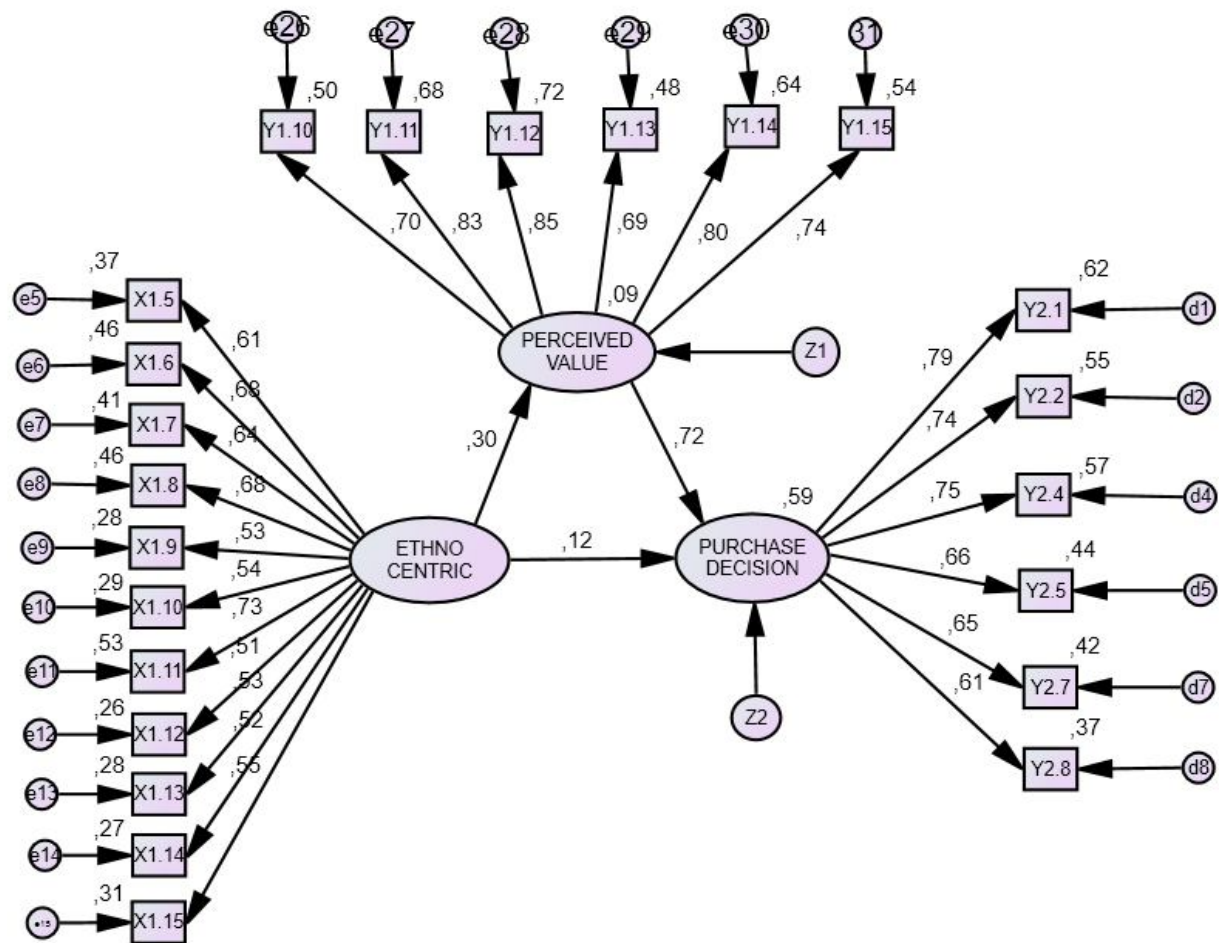 e26 e27 e28 e29 e30 31
,50 ,68 ,72 ,48 ,64 ,54
Y1.10 Y1.11 Y1.12 Y1.13 Y1.14 Y1.15
,70 ,83 ,85 ,69 ,80 ,74
,09
PERCEIVED
VALUE
Z1
,37
e5 X1.5
,61
,46
e6 X1.6
,68
,41
e7 X1.7
,64
,46
e8 X1.8
,68
,28
e9 X1.9
,53
,29
e10 X1.10
,54
,53
e11 X1.11
,73
,26
e12 X1.12
,51
,28
e13 X1.13
,53
,27
e14 X1.14
,52
,31
e15 X1.15
,55
ETHNO
CENTRIC
,30
,12
,72
,59
PURCHASE
DECISION
Z2
,79
,62
Y2.1 d1
,74
,55
Y2.2 d2
,75
,57
Y2.4 d4
,66
,44
Y2.5 d5
,65
,42
Y2.7 d7
,61
,37
Y2.8 d8